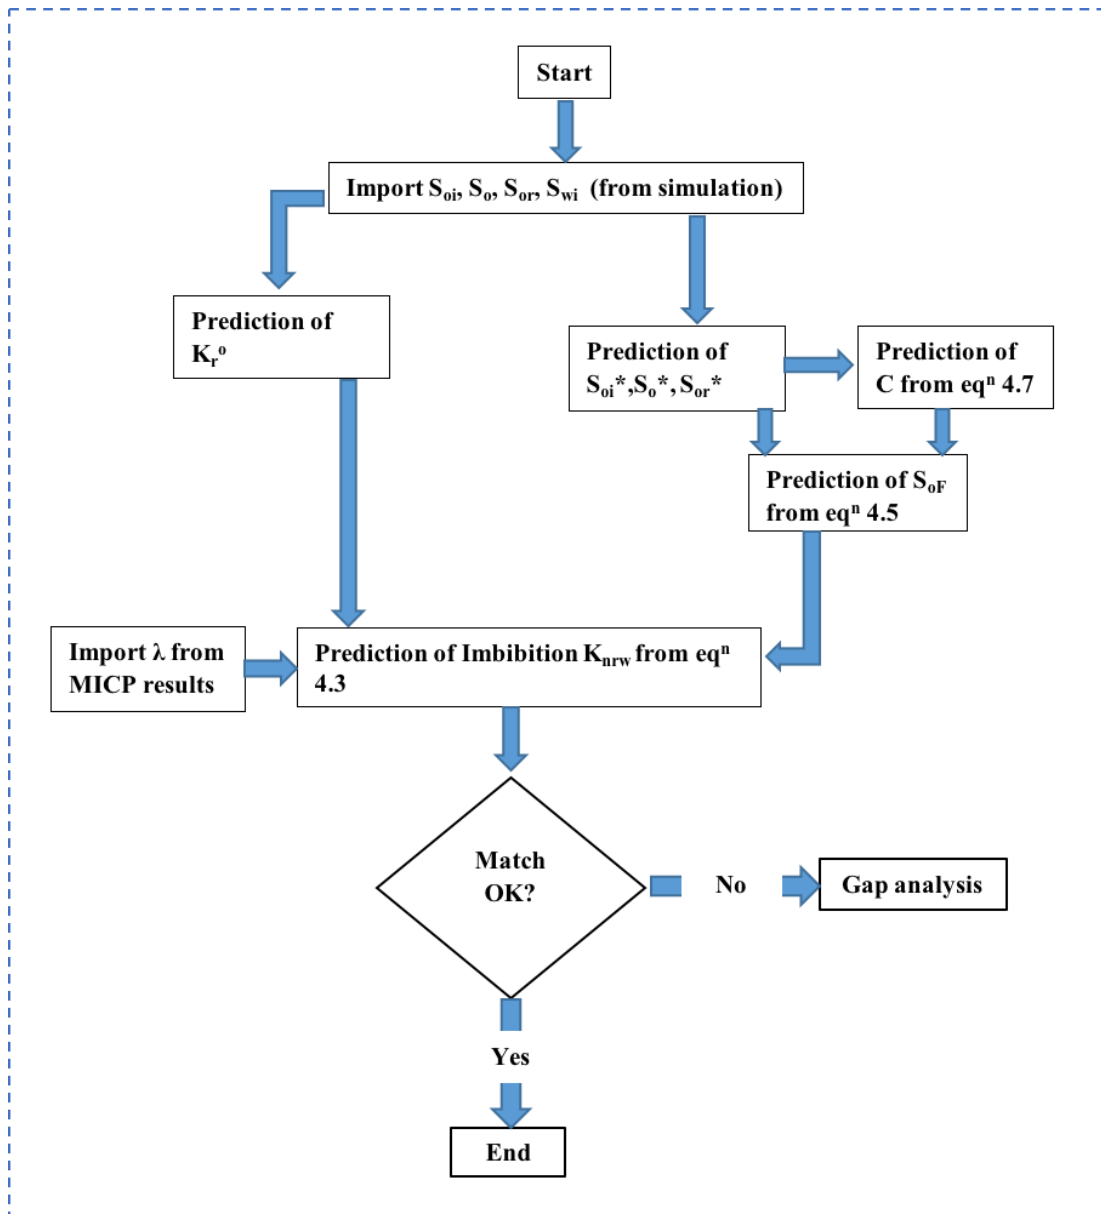 Start
Import Soi, So, Sor, Swi (from simulation)
Prediction of
Kr⁰
Prediction of
Soi*,So*, Sor*
Prediction of
C from eqⁿ 4.7
Prediction of SoF
from eqⁿ 4.5
Import λ from
MICP results
Prediction of Imbibition Knrw from eqⁿ
4.3
Match
OK?
No
Gap analysis
Yes
End